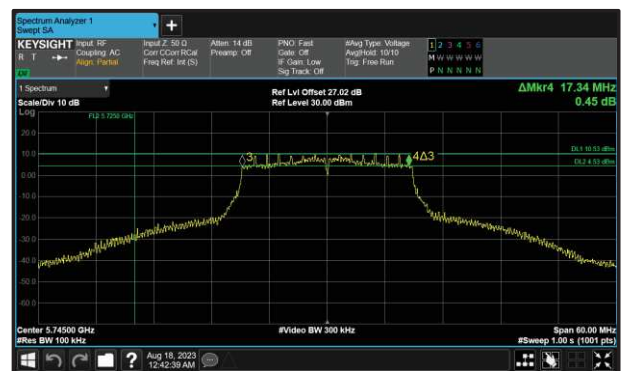 Spectrum Analyzer 1
Swept SA
+
KEYSIGHT Input: RF Input Z: 50 Ω Atten: 14 dB PNO: Fast #Avg Type: Voltage 1 2 3 4 5 6
R T Coupling: AC Corr CCorr RCal Preamp: Off Gate: Off Avg|Hold: 10/10 M W W W W W
Align: Partial Freq Ref: Int (S) IF Gain: Low Trig: Free Run
Sig Track: Off P N N N N N
1 Spectrum Ref Lvl Offset 27.02 dB ΔMkr4 17.34 MHz
Scale/Div 10 dB Ref Level 30.00 dBm 0.45 dB
Log
FL2 5.7250 GHz
20.0
10.0 3 4Δ3 DL1 10.53 dBm
DL2 4.53 dBm
0.00
-10.0
-20.0
-30.0
-40.0
-50.0
-60.0
Center 5.74500 GHz #Video BW 300 kHz Span 60.00 MHz
#Res BW 100 kHz #Sweep 1.00 s (1001 pts)
? Aug 18, 2023
12:42:39 AM